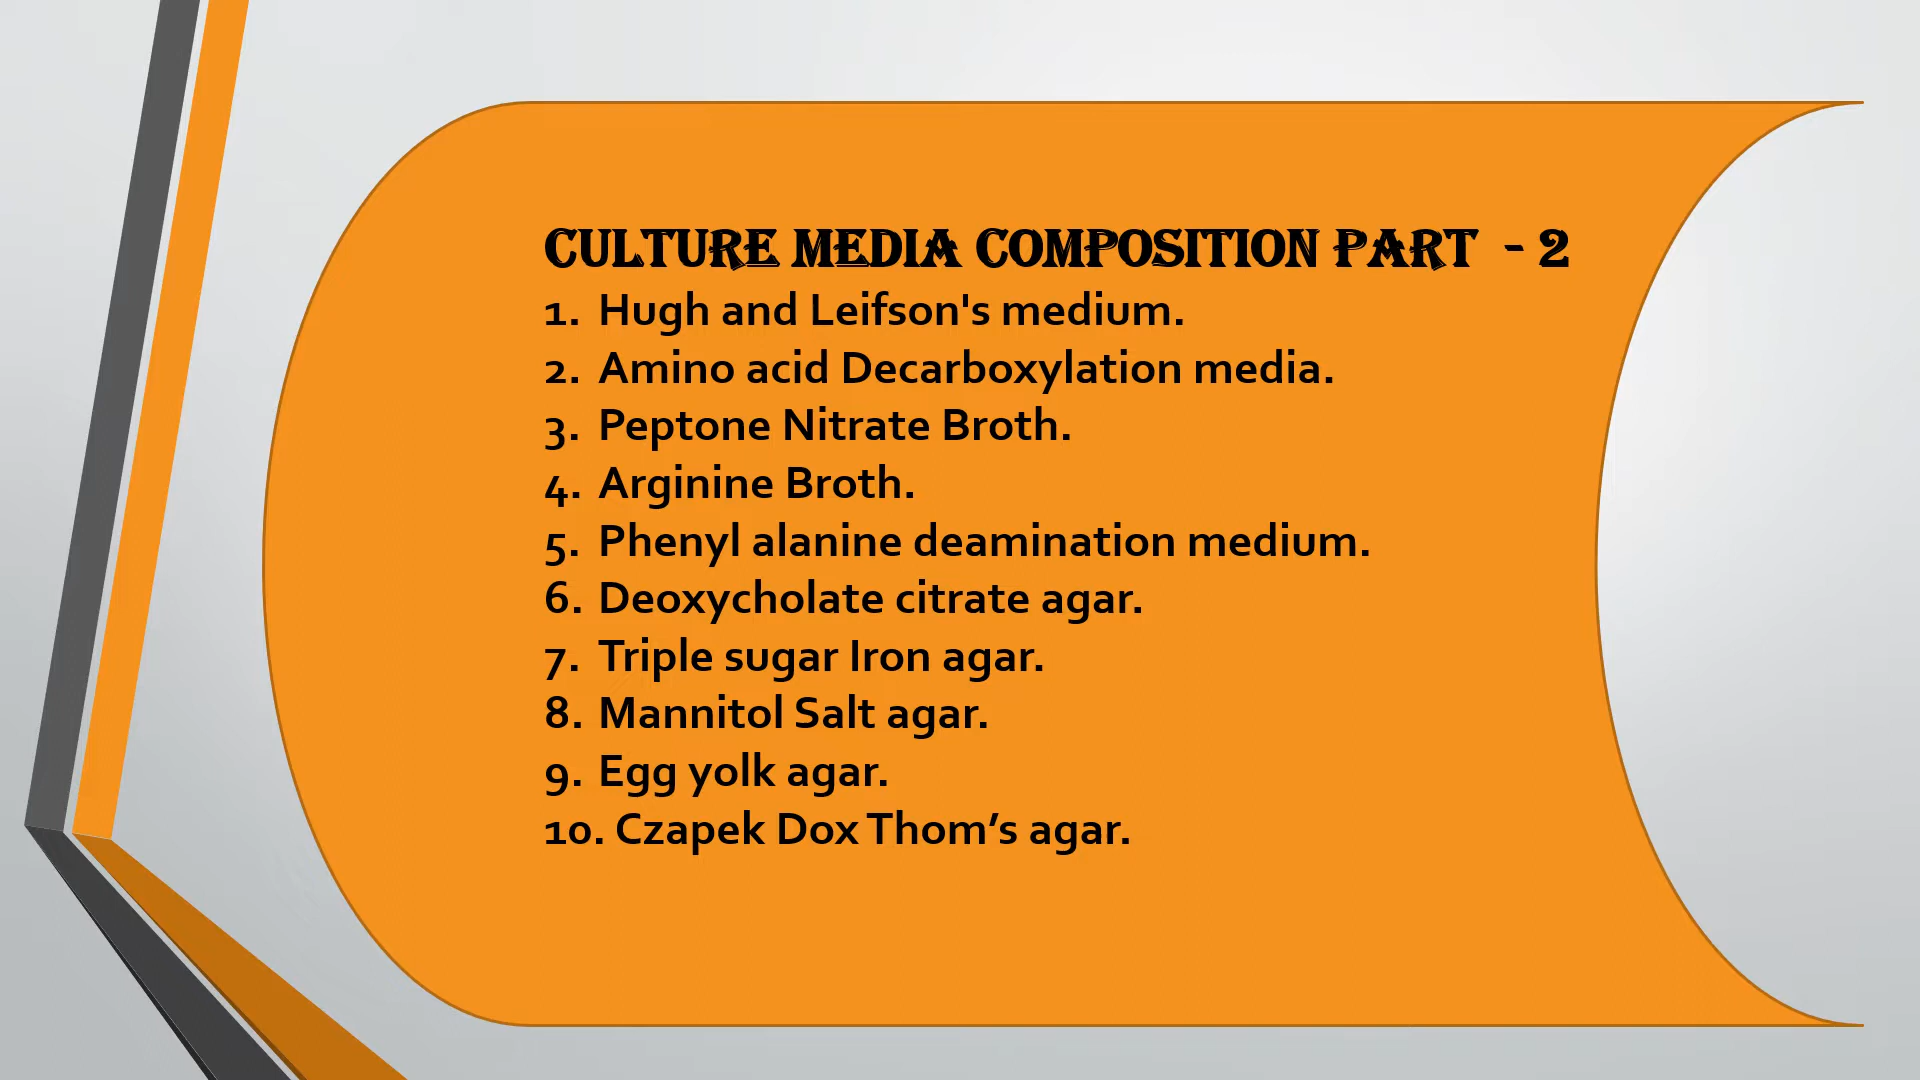 CULTURE MEDIA COMPOSITION PART - 2
1. Hugh and Leifson's medium.
2. Amino acid Decarboxylation media.
3. Peptone Nitrate Broth.
4. Arginine Broth.
5. Phenyl alanine deamination medium.
6. Deoxycholate citrate agar.
7. Triple sugar Iron agar.
8. Mannitol Salt agar.
9. Egg yolk agar.
10. Czapek Dox Thom’s agar.